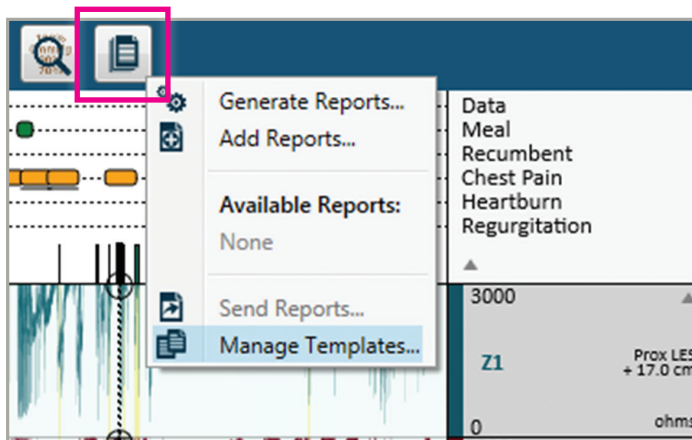 Generate Reports...
Add Reports...
Available Reports:
None
Send Reports...
Manage Templates...
Data
Meal
Recumbent
Chest Pain
Heartburn
Regurgitation
3000
Z1
Prox LES
+ 17.0 cm
0
ohms